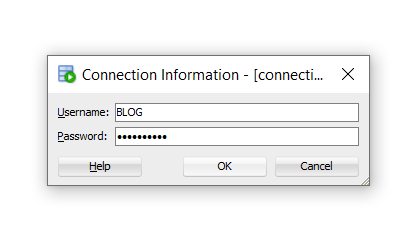 Connection Information - [connecti...
Username: BLOG
Password: ••••••••••
Help OK Cancel